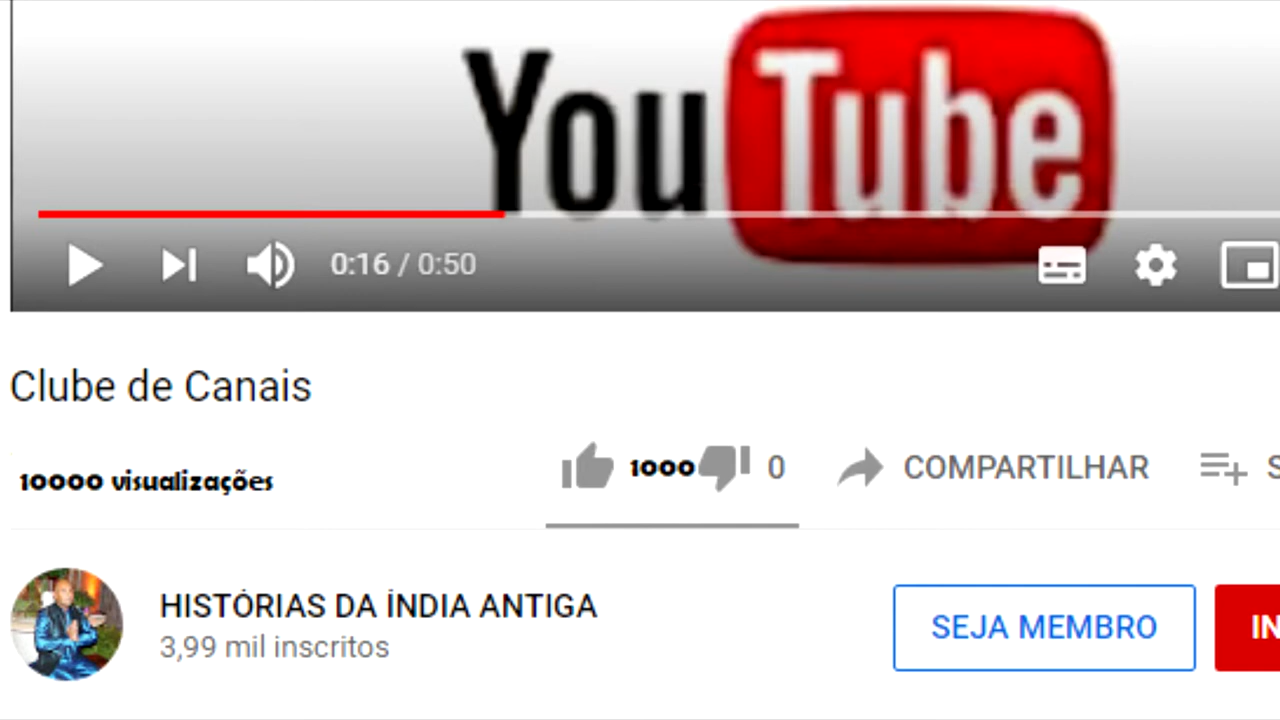 YouTube
0:16 / 0:50
Clube de Canais
10000 visualizações
1000 0 COMPARTILHAR
HISTÓRIAS DA ÍNDIA ANTIGA
3,99 mil inscritos
SEJA MEMBRO